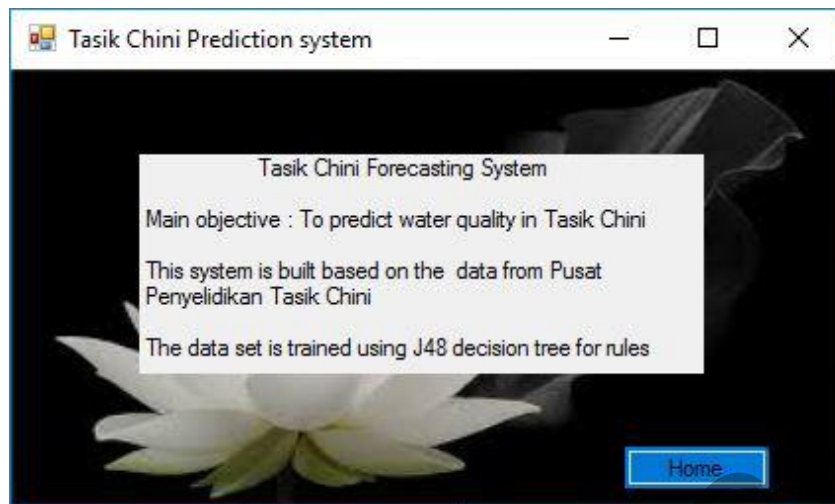 Tasik Chini Prediction system
Tasik Chini Forecasting System
Main objective : To predict water quality in Tasik Chini
This system is built based on the data from Pusat
Penyelidikan Tasik Chini
The data set is trained using J48 decision tree for rules
Home